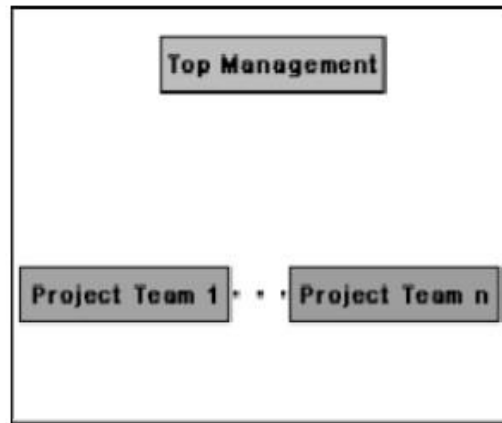 Top Management
Project Team 1 . . . Project Team n